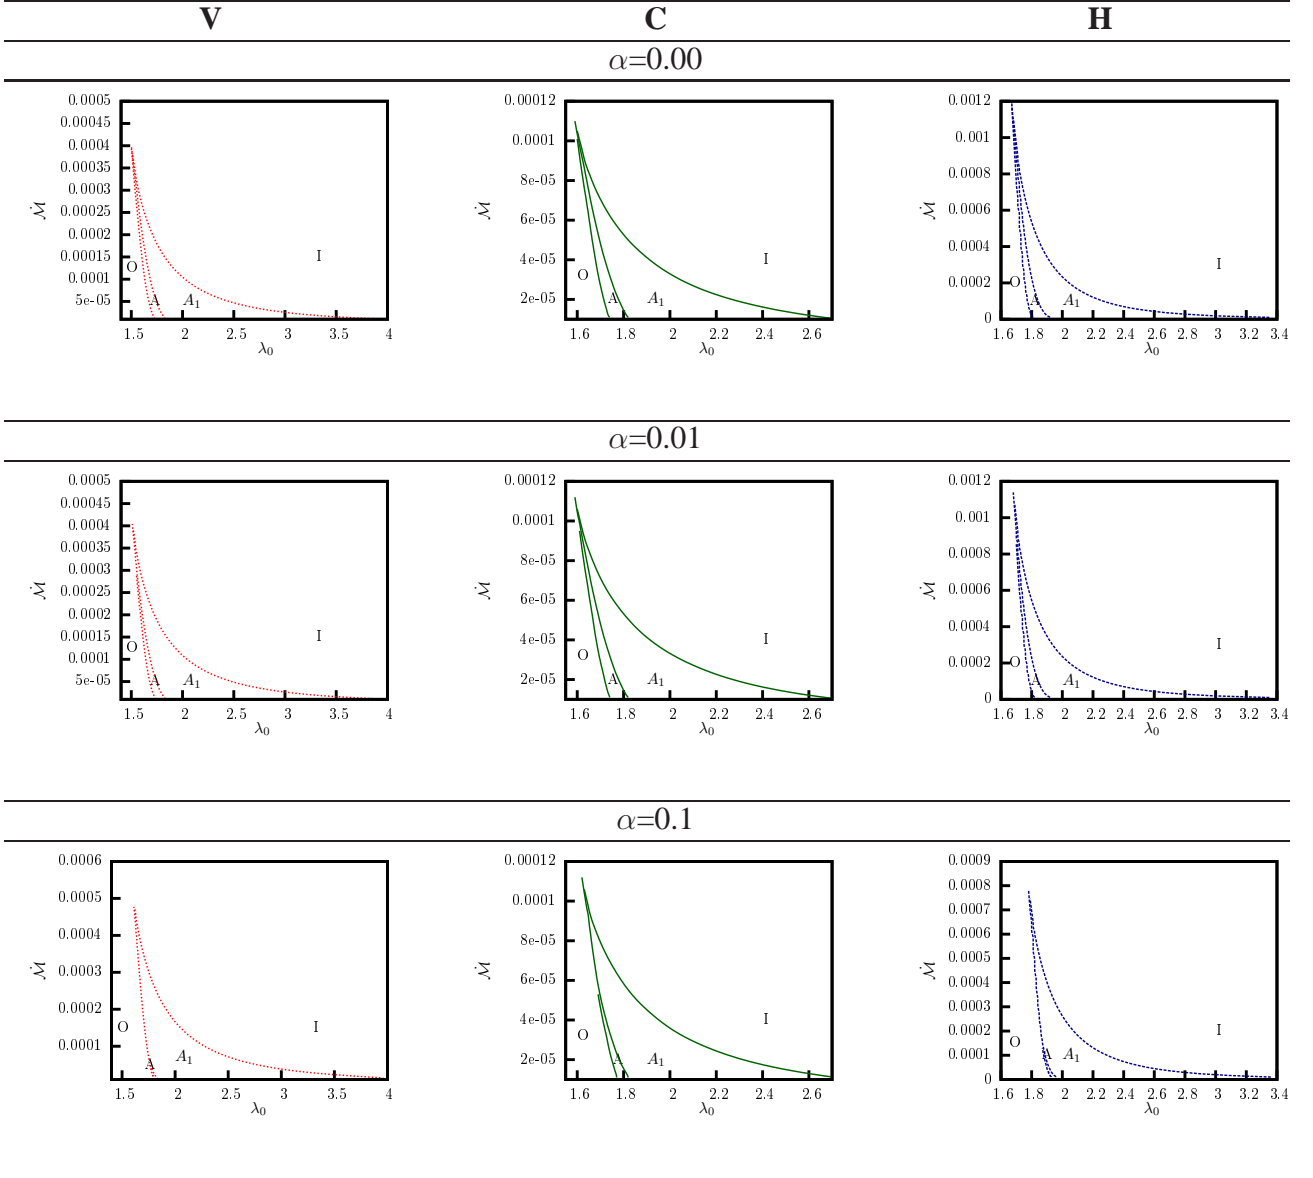 V C H
α=0.00
0.0005
0.00045
0.0004
0.00035
0.0003
0.00025
0.0002
0.00015
0.0001
5e-05
Ṁ
O A A₁ I
1.5 2 2.5 3 3.5 4
λ₀
0.00012
0.0001
8e-05
6e-05
4e-05
2e-05
Ṁ
O A A₁ I
1.6 1.8 2 2.2 2.4 2.6
λ₀
0.0012
0.001
0.0008
0.0006
0.0004
0.0002
0
Ṁ
O A A₁ I
1.6 1.8 2 2.2 2.4 2.6 2.8 3 3.2 3.4
λ₀
α=0.01
0.0005
0.00045
0.0004
0.00035
0.0003
0.00025
0.0002
0.00015
0.0001
5e-05
Ṁ
O A A₁ I
1.5 2 2.5 3 3.5 4
λ₀
0.00012
0.0001
8e-05
6e-05
4e-05
2e-05
Ṁ
O A A₁ I
1.6 1.8 2 2.2 2.4 2.6
λ₀
0.0012
0.001
0.0008
0.0006
0.0004
0.0002
0
Ṁ
O A A₁ I
1.6 1.8 2 2.2 2.4 2.6 2.8 3 3.2 3.4
λ₀
α=0.1
0.0006
0.0005
0.0004
0.0003
0.0002
0.0001
Ṁ
O A A₁ I
1.5 2 2.5 3 3.5 4
λ₀
0.00012
0.0001
8e-05
6e-05
4e-05
2e-05
Ṁ
O A A₁ I
1.6 1.8 2 2.2 2.4 2.6
λ₀
0.0009
0.0008
0.0007
0.0006
0.0005
0.0004
0.0003
0.0002
0.0001
0
Ṁ
O A A₁ I
1.6 1.8 2 2.2 2.4 2.6 2.8 3 3.2 3.4
λ₀